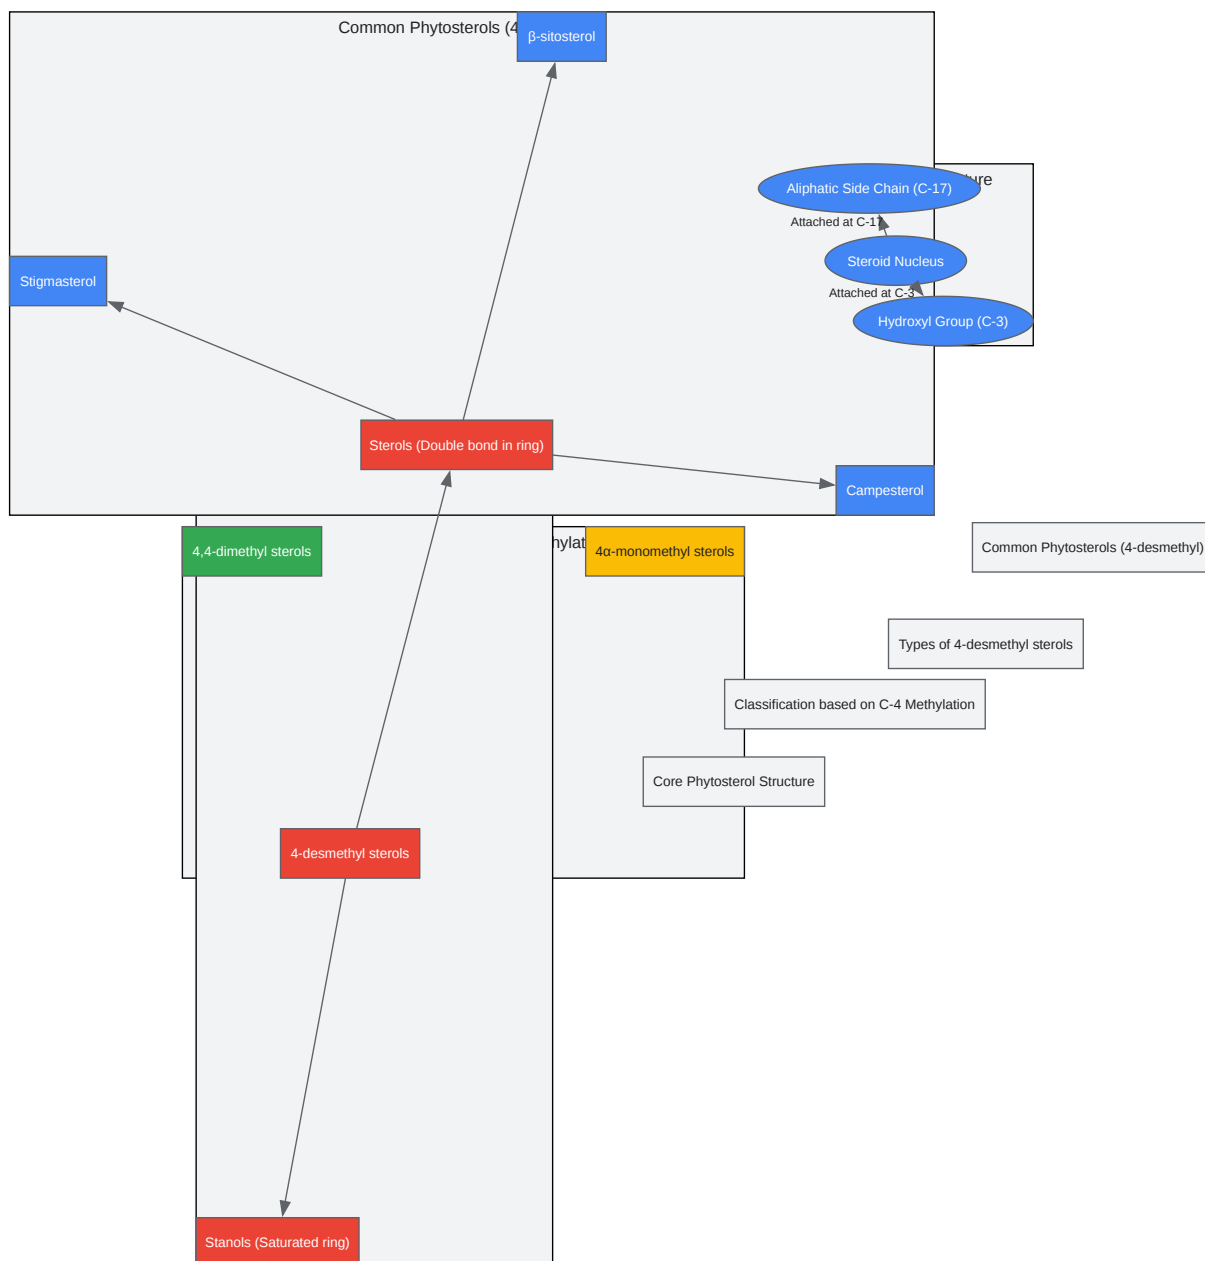 Common Phytosterols (4
β-sitosterol
ture
Aliphatic Side Chain (C-17)
Attached at C-17
Steroid Nucleus
Attached at C-3
Hydroxyl Group (C-3)
Stigmasterol
Sterols (Double bond in ring)
Campesterol
4,4-dimethyl sterols
hylat
4α-monomethyl sterols
Common Phytosterols (4-desmethyl)
Types of 4-desmethyl sterols
Classification based on C-4 Methylation
Core Phytosterol Structure
4-desmethyl sterols
Stanols (Saturated ring)